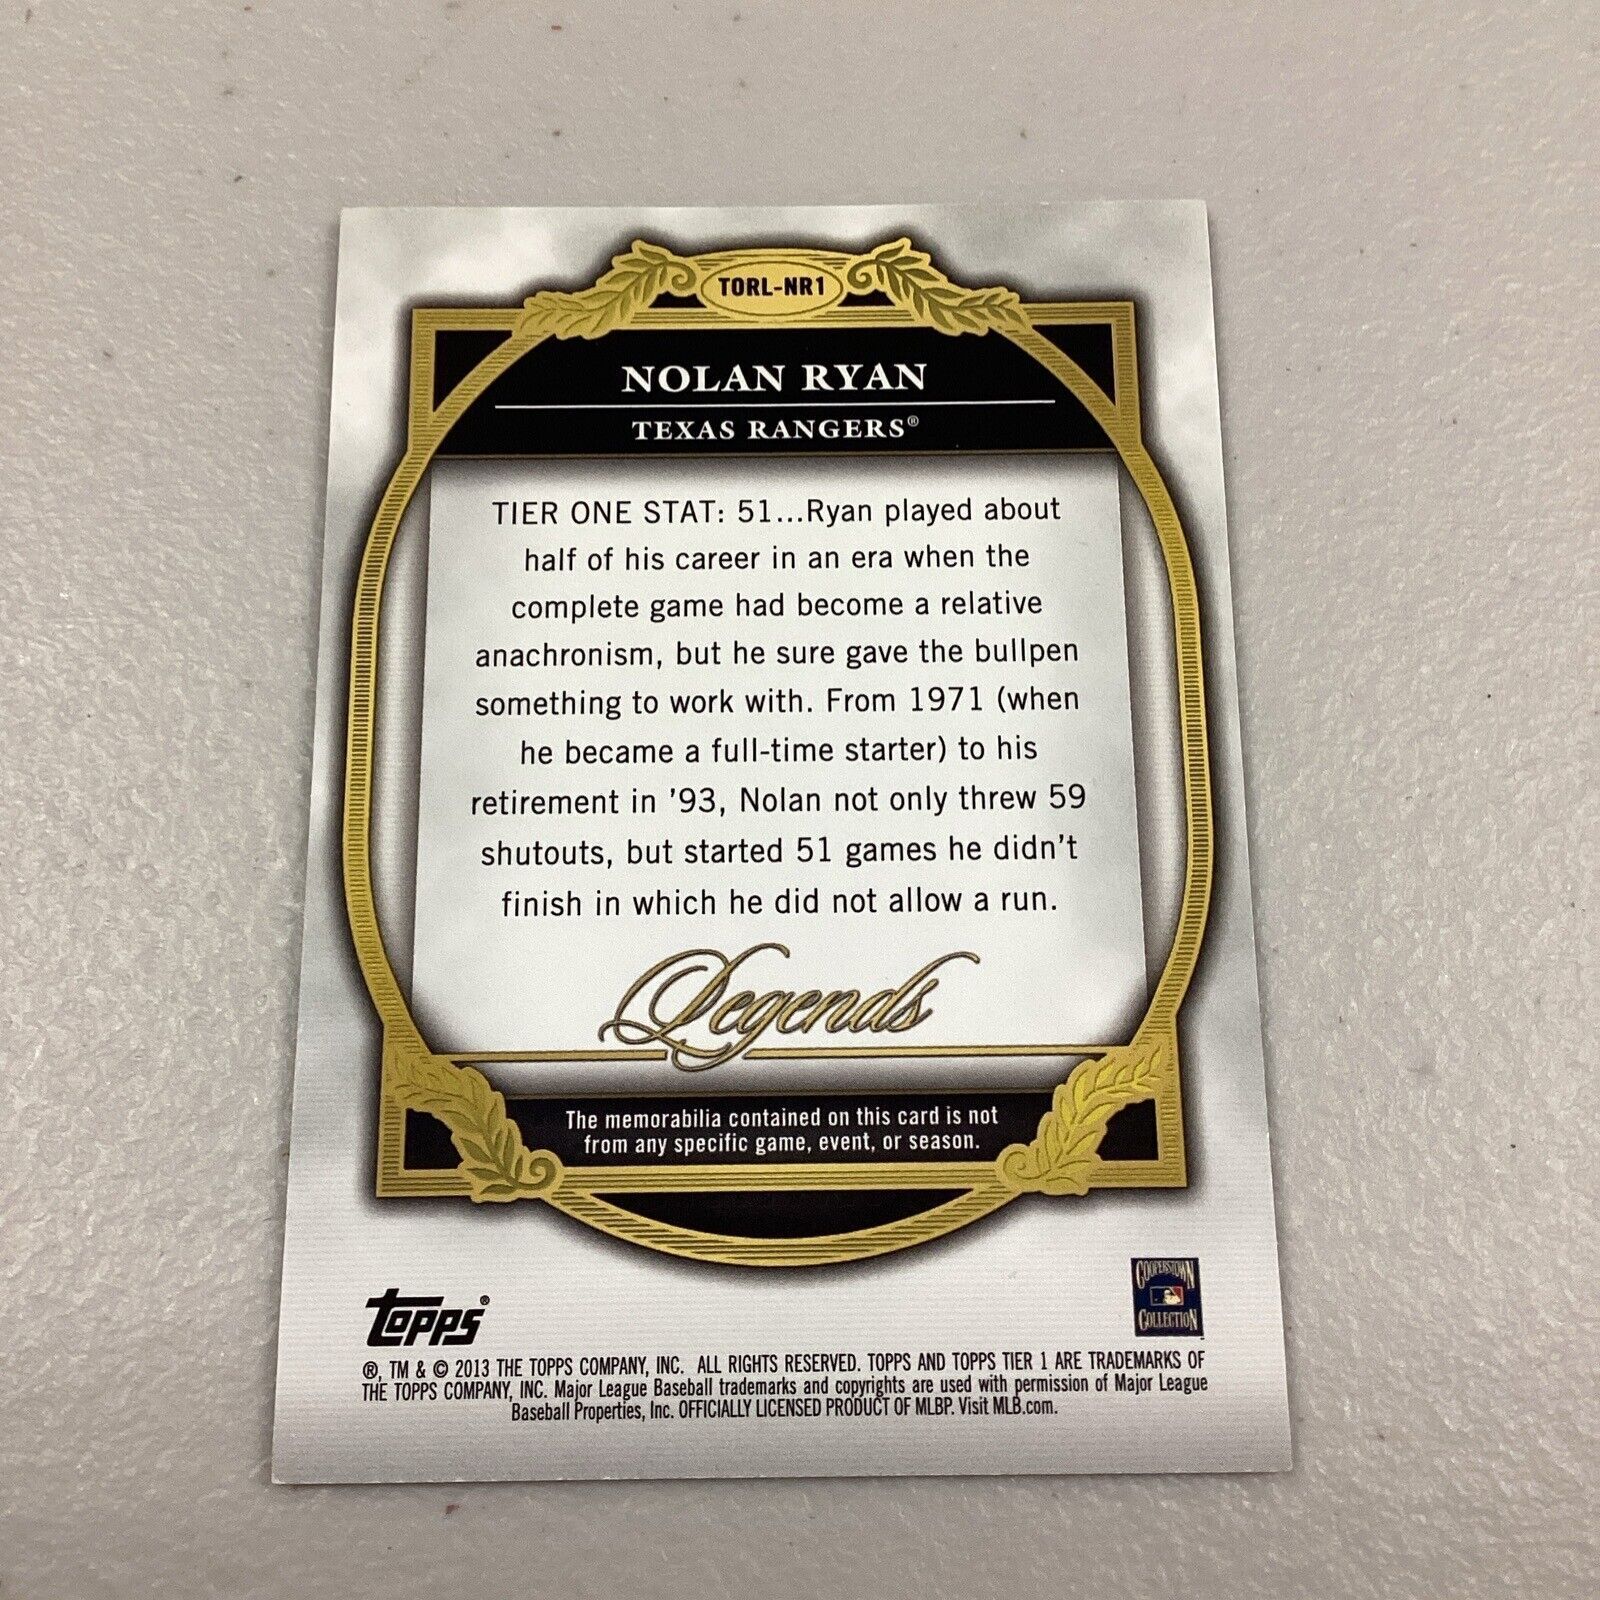 TORL-NR1
NOLAN RYAN
TEXAS RANGERS®
TIER ONE STAT: 51...Ryan played about
half of his career in an era when the
complete game had become a relative
anachronism, but he sure gave the bullpen
something to work with. From 1971 (when
he became a full-time starter) to his
retirement in '93, Nolan not only threw 59
shutouts, but started 51 games he didn't
finish in which he did not allow a run.
Legends
The memorabilia contained on this card is not
from any specific game, event, or season.
COOPERSTOWN
COLLECTION
topps®
®, TM & © 2013 THE TOPPS COMPANY, INC. ALL RIGHTS RESERVED. TOPPS AND TOPPS TIER 1 ARE TRADEMARKS OF
THE TOPPS COMPANY, INC. Major League Baseball trademarks and copyrights are used with permission of Major League
Baseball Properties, Inc. OFFICIALLY LICENSED PRODUCT OF MLBP. Visit MLB.com.